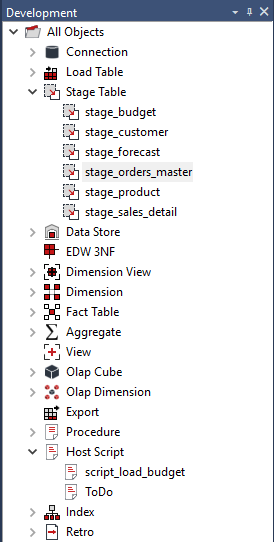 Development
All Objects
Connection
Load Table
Stage Table
stage_budget
stage_customer
stage_forecast
stage_orders_master
stage_product
stage_sales_detail
Data Store
EDW 3NF
Dimension View
Dimension
Fact Table
Aggregate
View
Olap Cube
Olap Dimension
Export
Procedure
Host Script
script_load_budget
ToDo
Index
Retro